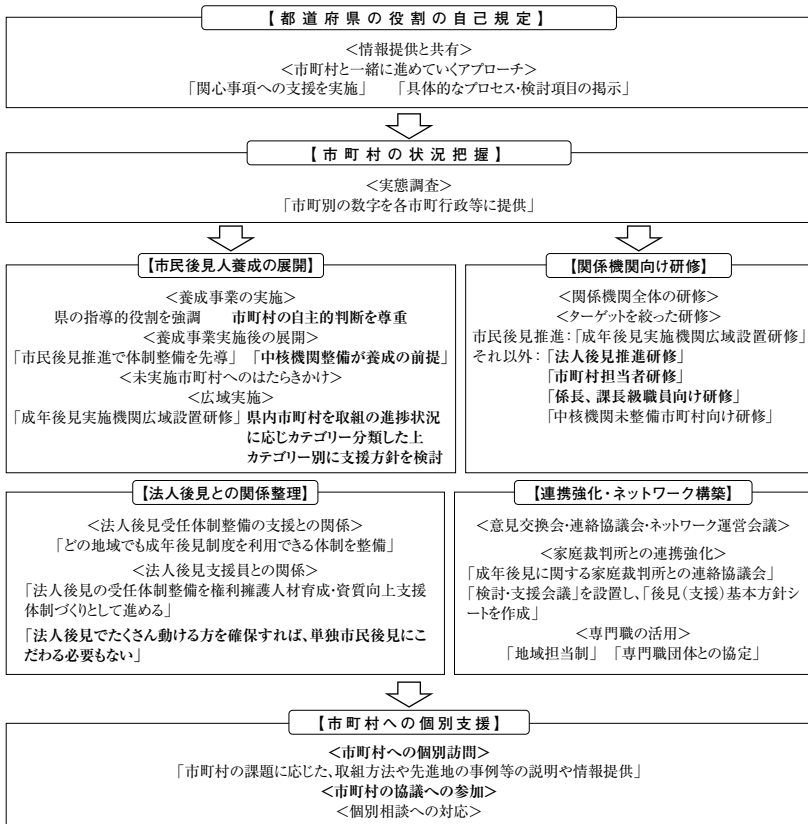 【都道府県の役割の自己規定】
＜情報提供と共有＞
＜市町村と一緒に進めていくアプローチ＞
「関心事項への支援を実施」　「具体的なプロセス・検討項目の掲示」
【市町村の状況把握】
＜実態調査＞
「市町別の数字を各市町行政等に提供」
【市民後見人養成の展開】
＜養成事業の実施＞
県の指導的役割を強調　市町村の自主的判断を尊重
＜養成事業実施後の展開＞
「市民後見推進で体制整備を先導」　「中核機関整備が養成の前提」
＜未実施市町村へのはたらきかけ＞
＜広域実施＞
「成年後見実施機関広域設置研修」 県内市町村を取組の進捗状況
に応じカテゴリー分類した上
カテゴリー別に支援方針を検討
【関係機関向け研修】
＜関係機関全体の研修＞
＜ターゲットを絞った研修＞
市民後見推進：「成年後見実施機関広域設置研修」
それ以外：「法人後見推進研修」
「市町村担当者研修」
「係長、課長級職員向け研修」
「中核機関未整備市町村向け研修」
【法人後見との関係整理】
＜法人後見受任体制整備の支援との関係＞
「どの地域でも成年後見制度を利用できる体制を整備」
＜法人後見支援員との関係＞
「法人後見の受任体制整備を権利擁護人材育成・資質向上支援
体制づくりとして進める」
「法人後見でたくさん動ける方を確保すれば、単独市民後見にこ
だわる必要もない」
【連携強化・ネットワーク構築】
＜意見交換会・連絡協議会・ネットワーク運営会議＞
＜家庭裁判所との連携強化＞
「成年後見に関する家庭裁判所との連絡協議会」
「検討・支援会議」を設置し、「後見（支援）基本方針シ
ートを作成」
＜専門職の活用＞
「地域担当制」　「専門職団体との協定」
【市町村への個別支援】
＜市町村への個別訪問＞
「市町村の課題に応じた、取組方法や先進地の事例等の説明や情報提供」
＜市町村の協議への参加＞
＜個別相談への対応＞